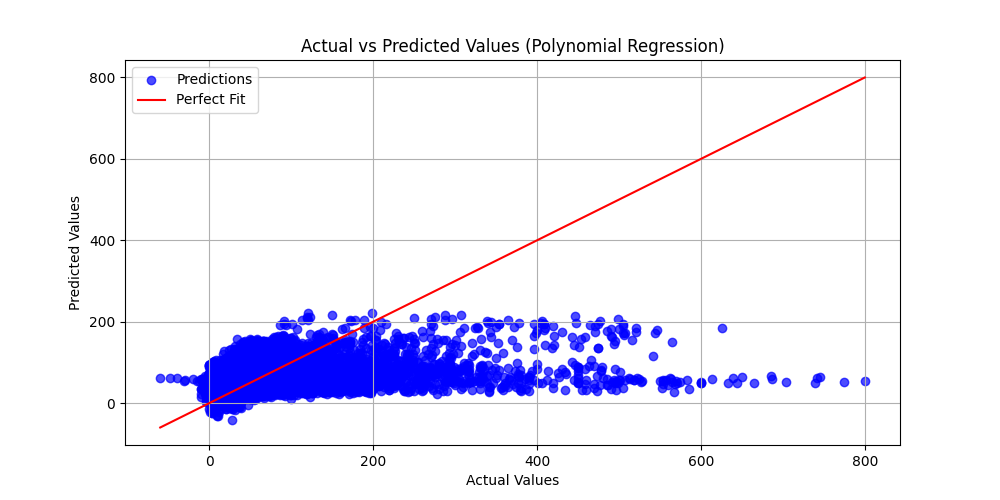 Actual vs Predicted Values (Polynomial Regression)
Predictions
Perfect Fit
Predicted Values
800
600
400
200
0
0 200 400 600 800
Actual Values